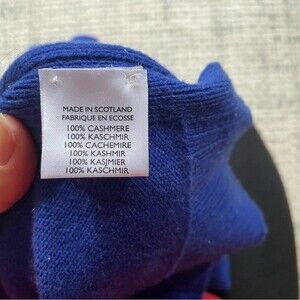 MADE IN SCOTLAND
FABRIQUE EN ECOSSE
100% CASHMERE
100% KASCHMIR
100% CACHEMIRE
100% KASHMIR
100% KASJMIER
100% KASCHMIR